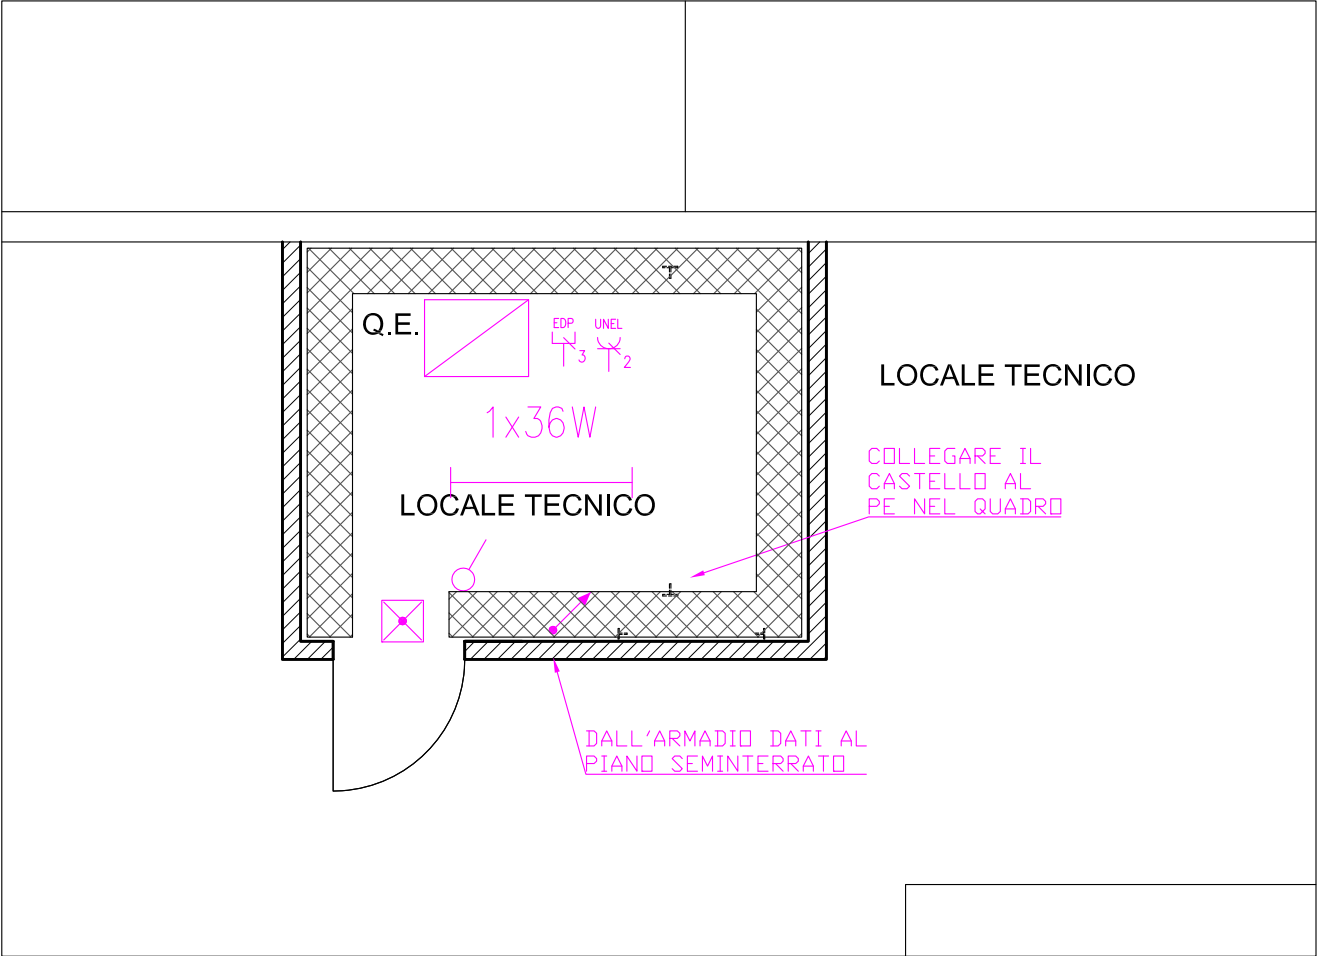 Q.E.
EDP UNEL
3 2
1x36W
LOCALE TECNICO
LOCALE TECNICO
COLLEGARE IL
CASTELLO AL
PE NEL QUADRO
DALL'ARMADIO DATI AL
PIANO SEMINTERRATO